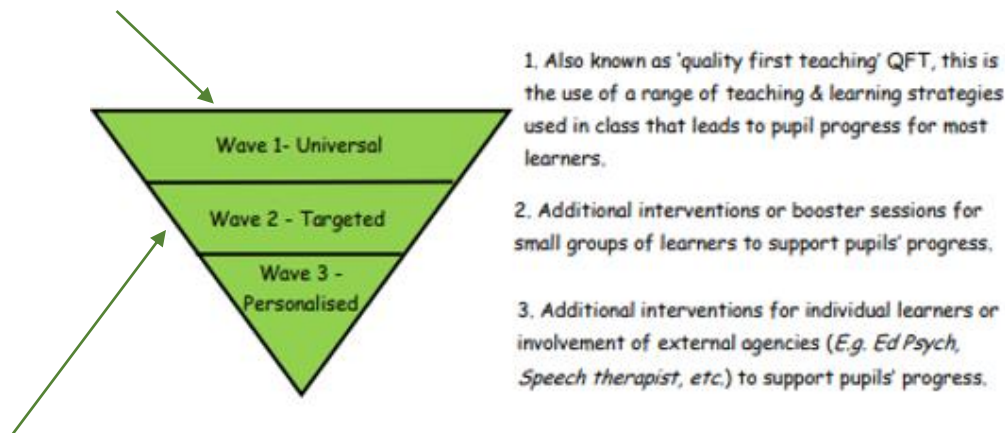 Wave 1- Universal
Wave 2 - Targeted
Wave 3 -
Personalised
1. Also known as 'quality first teaching' QFT, this is
the use of a range of teaching & learning strategies
used in class that leads to pupil progress for most
learners.
2. Additional interventions or booster sessions for
small groups of learners to support pupils' progress.
3. Additional interventions for individual learners or
involvement of external agencies (E.g. Ed Psych,
Speech therapist, etc.) to support pupils' progress.